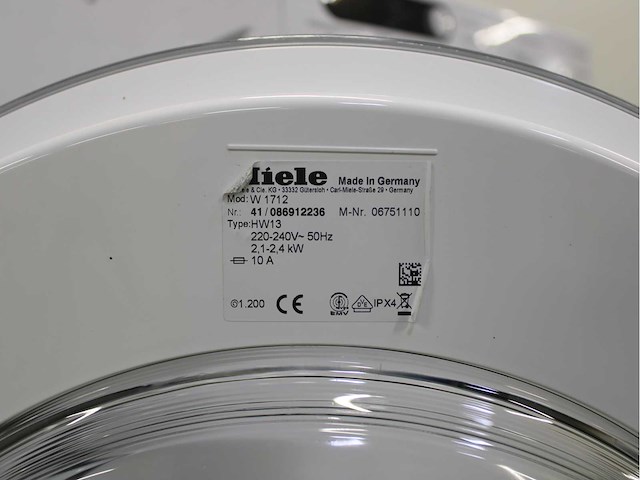 Miele Made In Germany
& Cie. KG · 33332 Gütersloh · Carl-Miele-Straße 29 · Germany
Mod: W 1712
Nr.: 41 / 086912236 M-Nr. 06751110
Type: HW13
220-240V~ 50Hz
2,1-2,4 kW
10 A
©1.200 CE EMV VDE IPX4